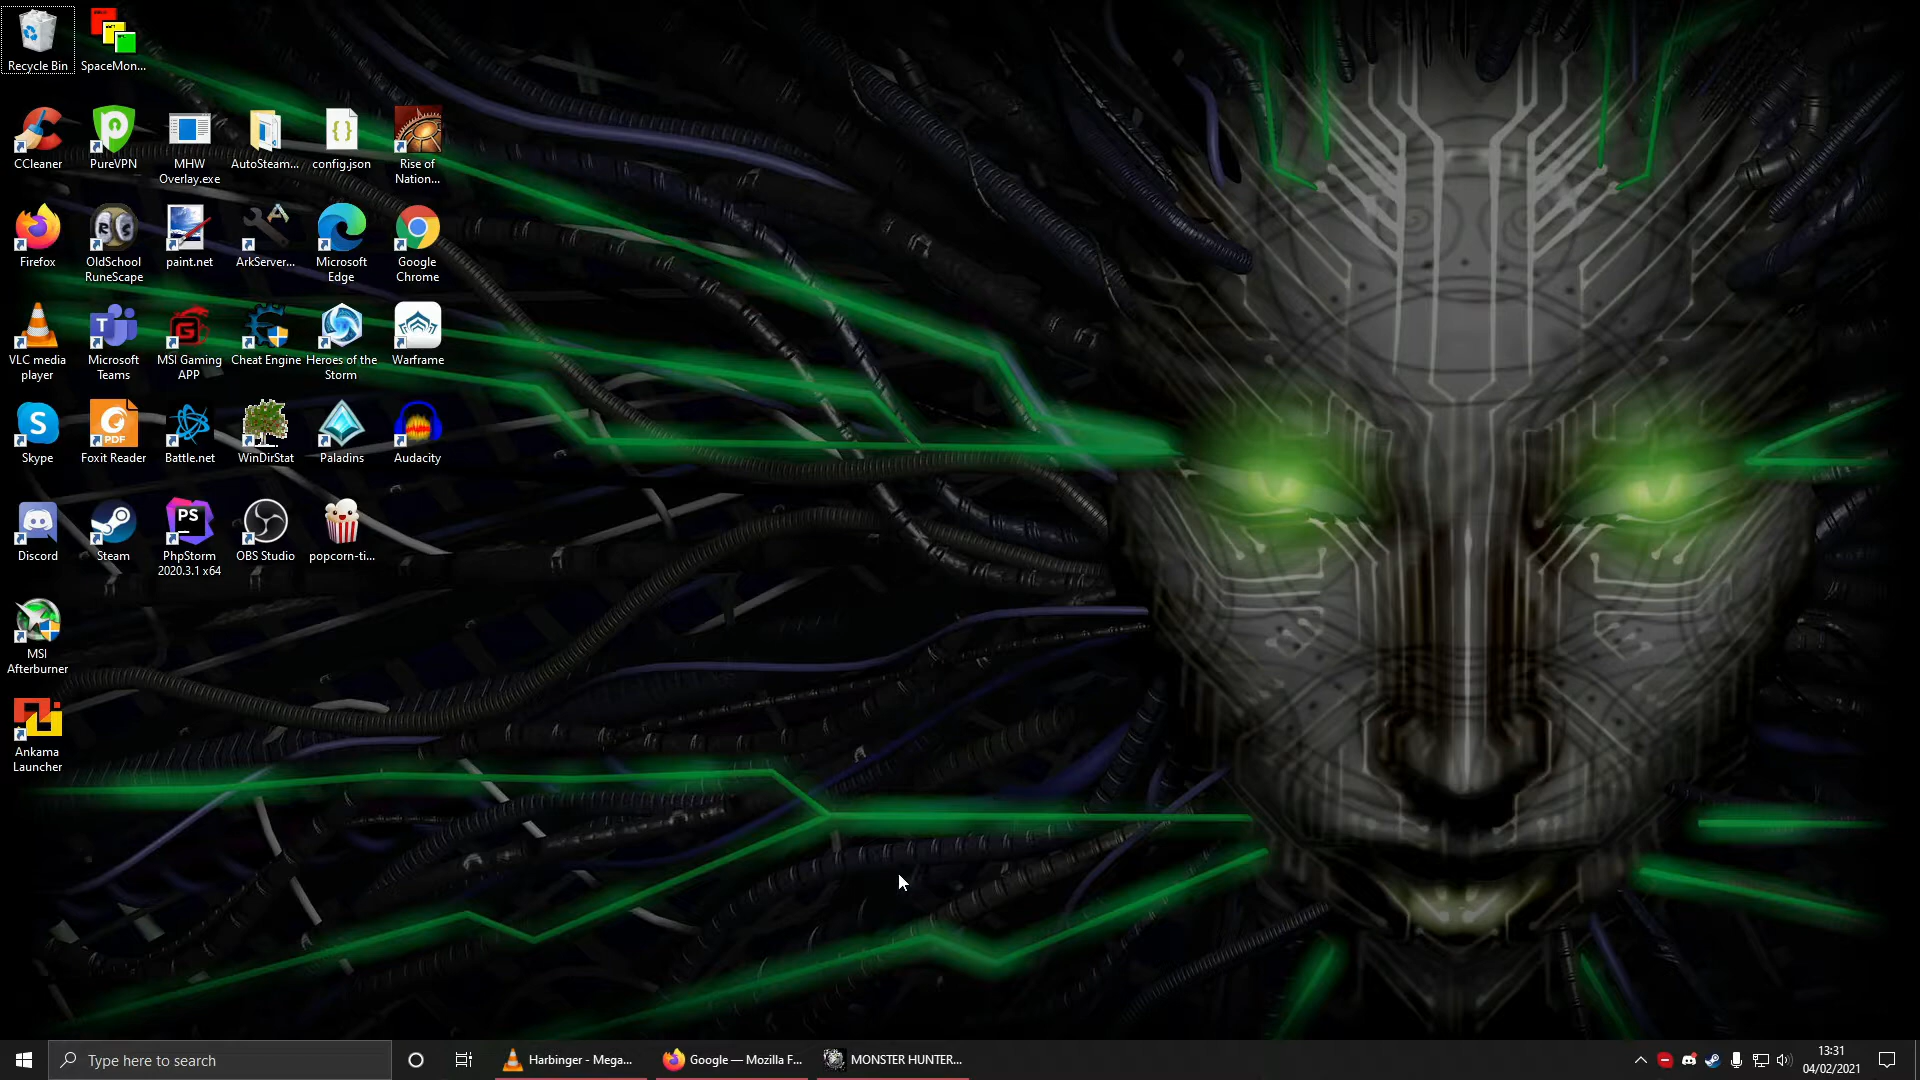 Recycle Bin
SpaceMon...
CCleaner
PureVPN
MHW
Overlay.exe
AutoSteam...
config.json
Rise of
Nation...
Firefox
OldSchool
RuneScape
paint.net
ArkServer...
Microsoft
Edge
Google
Chrome
VLC media
player
Microsoft
Teams
MSI Gaming
APP
Cheat Engine
Heroes of the
Storm
Warframe
Skype
Foxit Reader
PDF
Battle.net
WinDirStat
Paladins
Audacity
Discord
Steam
PS
PhpStorm
2020.3.1 x64
OBS Studio
popcorn-ti...
MSI
Afterburner
Ankama
Launcher
Type here to search
Harbinger - Mega...
Google — Mozilla F...
MONSTER HUNTER...
13:31
04/02/2021